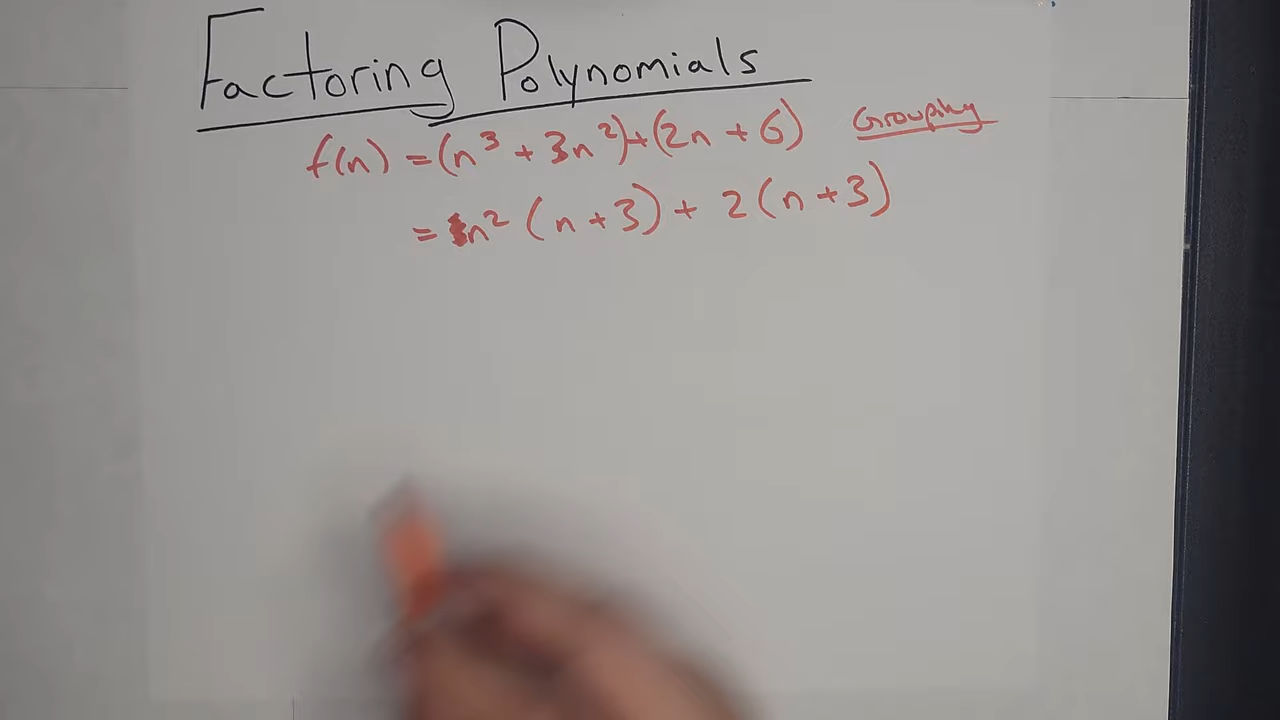 Factoring Polynomials
f(n) = (n³ + 3n²) + (2n + 6) Grouping
= n² (n + 3) + 2 (n + 3)